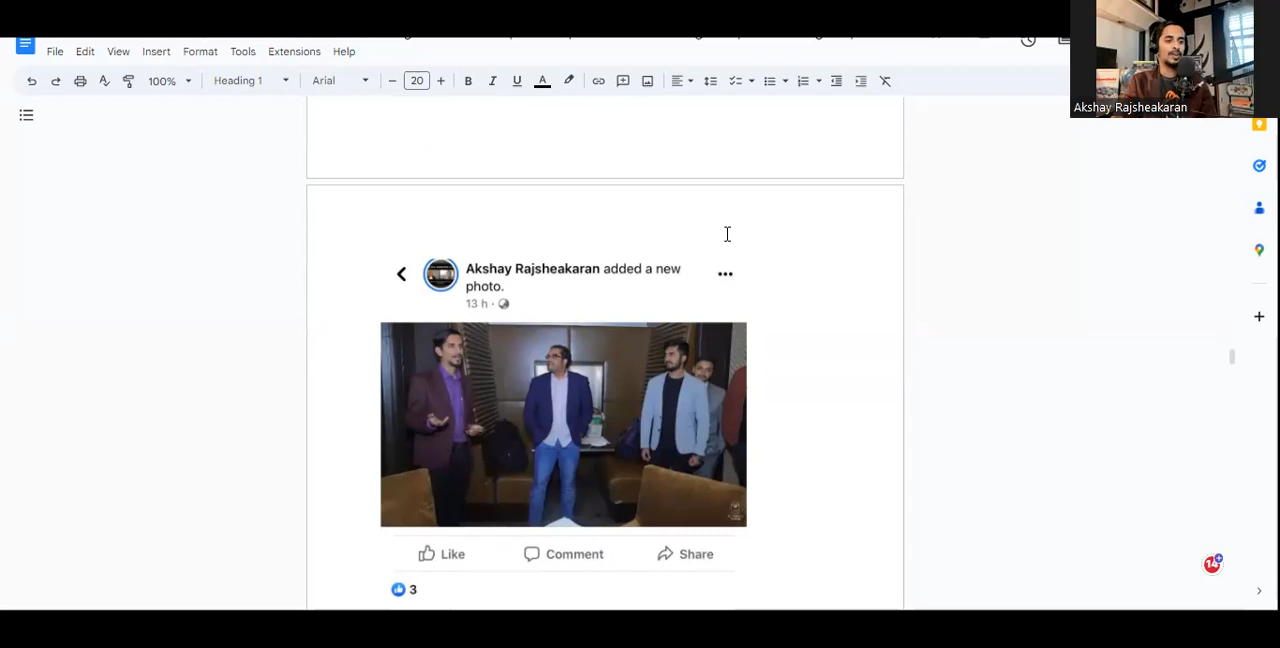 Akshay Rajsheakaran
File Edit View Insert Format Tools Extensions Help
100% Heading 1 Arial 20 B I U A
Akshay Rajsheakaran added a new
photo.
13 h
Like Comment Share
3
14